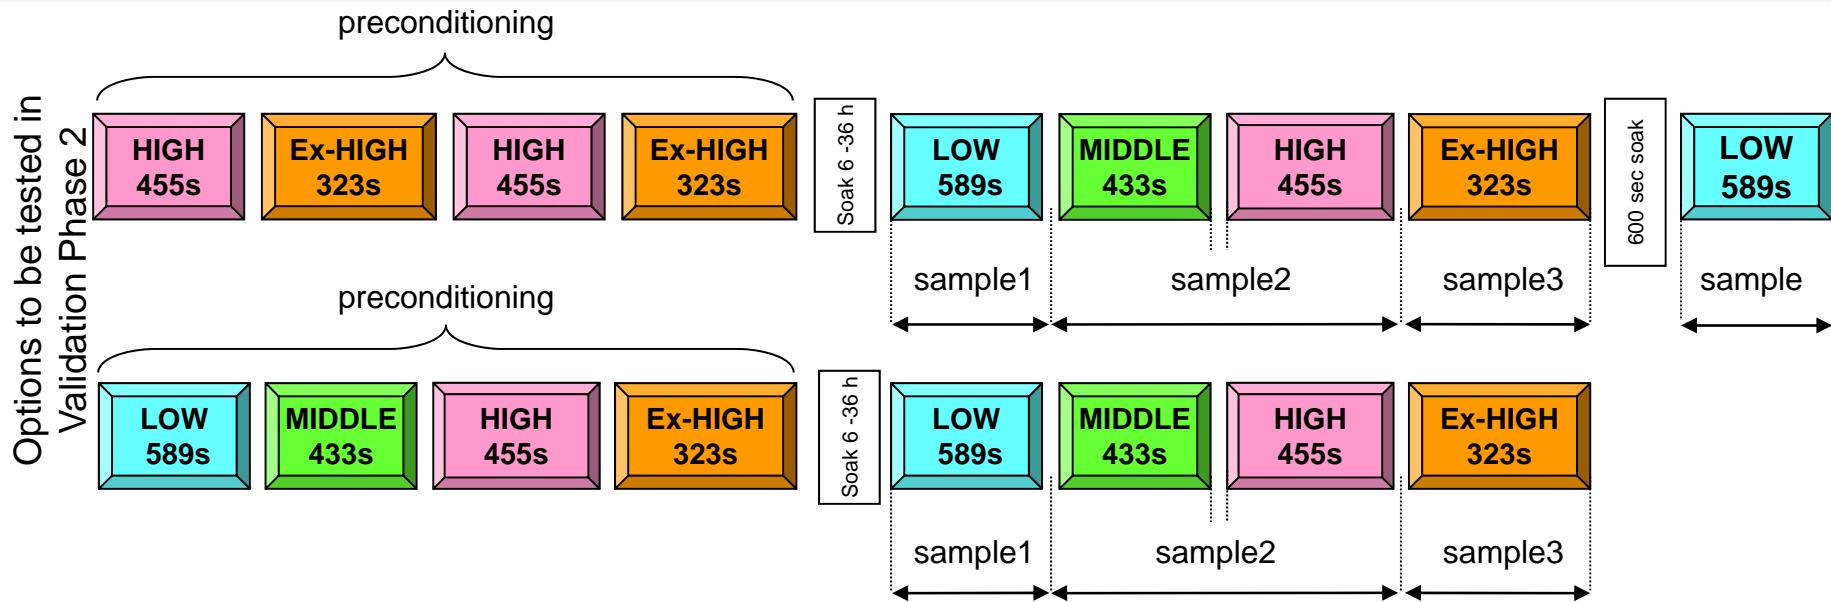 Options to be tested in
Validation Phase 2
preconditioning
HIGH
455s
Ex-HIGH
323s
HIGH
455s
Ex-HIGH
323s
Soak 6 -36 h
LOW
589s
MIDDLE
433s
HIGH
455s
Ex-HIGH
323s
600 sec soak
LOW
589s
sample1
sample2
sample3
sample
preconditioning
LOW
589s
MIDDLE
433s
HIGH
455s
Ex-HIGH
323s
Soak 6 -36 h
LOW
589s
MIDDLE
433s
HIGH
455s
Ex-HIGH
323s
sample1
sample2
sample3